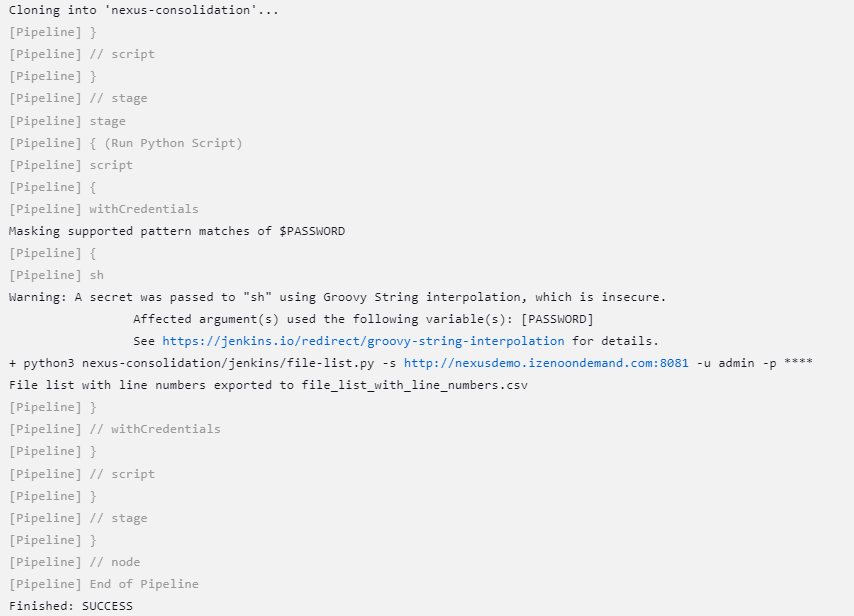 Cloning into 'nexus-consolidation'...
[Pipeline] }
[Pipeline] // script
[Pipeline] }
[Pipeline] // stage
[Pipeline] stage
[Pipeline] { (Run Python Script)
[Pipeline] script
[Pipeline] {
[Pipeline] withCredentials
Masking supported pattern matches of $PASSWORD
[Pipeline] {
[Pipeline] sh
Warning: A secret was passed to "sh" using Groovy String interpolation, which is insecure.
Affected argument(s) used the following variable(s): [PASSWORD]
See https://jenkins.io/redirect/groovy-string-interpolation for details.
+ python3 nexus-consolidation/jenkins/file-list.py -s http://nexusdemo.izenoondemand.com:8081 -u admin -p ****
File list with line numbers exported to file_list_with_line_numbers.csv
[Pipeline] }
[Pipeline] // withCredentials
[Pipeline] }
[Pipeline] // script
[Pipeline] }
[Pipeline] // stage
[Pipeline] }
[Pipeline] // node
[Pipeline] End of Pipeline
Finished: SUCCESS